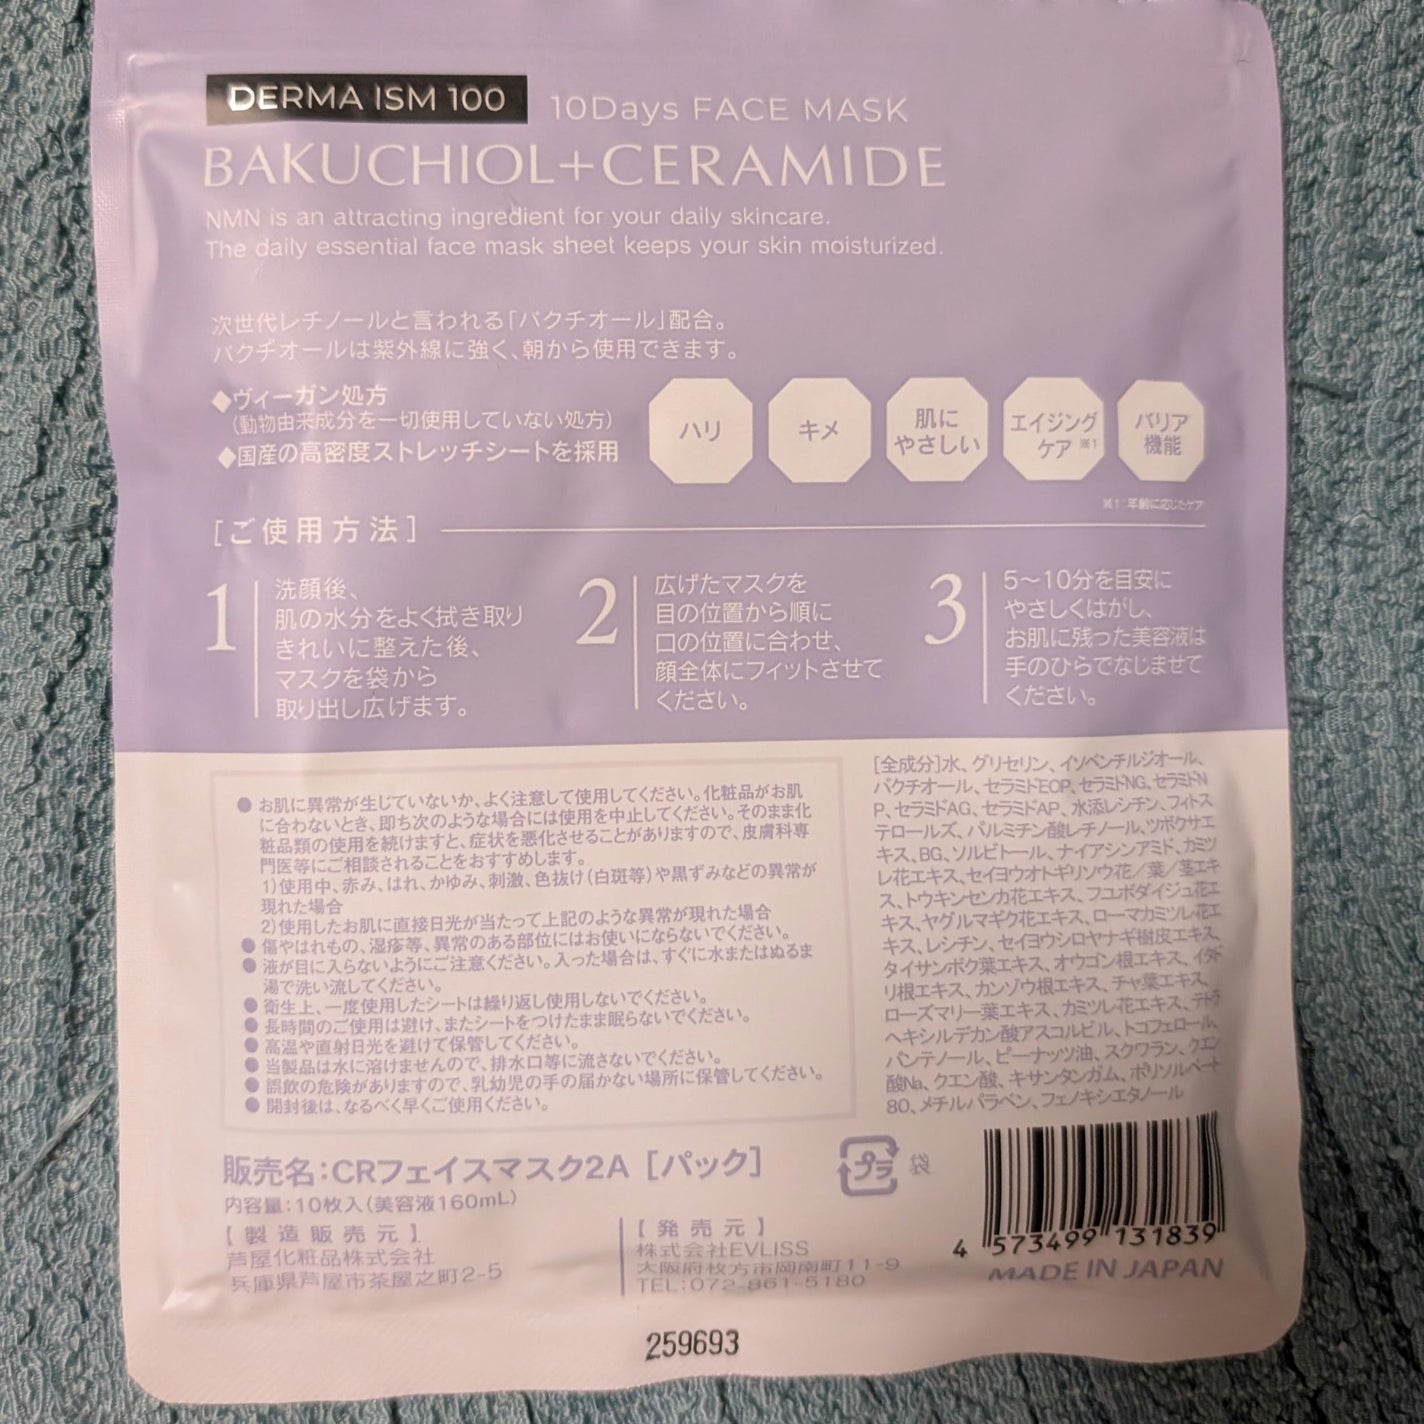 DERMA ISM 100 10Days FACE MASK
BAKUCHIOL+CERAMIDE
NMN is an attracting ingredient for your daily skincare.
The daily essential face mask sheet keeps your skin moisturized.
次世代レチノールと言われる「バクチオール」配合。
バクチオールは紫外線に強く、朝から使用できます。
◆ヴィーガン処方
(動物由来成分を一切使用していない処方)
◆国産の高密度ストレッチシートを採用
ハリ
キメ
肌に
やさしい
エイジング
ケア※1
バリア
機能
※1 年齢に応じたケア
[ご使用方法]
1
洗顔後、
肌の水分をよく拭き取り
きれいに整えた後、
マスクを袋から
取り出し広げます。
2
広げたマスクを
目の位置から順に
口の位置に合わせ、
顔全体にフィットさせて
ください。
3
5〜10分を目安に
やさしくはがし、
お肌に残った美容液は
手のひらでなじませて
ください。
●お肌に異常が生じていないか、よく注意して使用してください。化粧品がお肌
に合わないとき、即ち次のような場合には使用を中止してください。そのまま化
粧品類の使用を続けますと、症状を悪化させることがありますので、皮膚科専
門医等にご相談されることをおすすめします。
1)使用中、赤み、はれ、かゆみ、刺激、色抜け(白斑等)や黒ずみなどの異常が
現れた場合
2)使用したお肌に直接日光が当たって上記のような異常が現れた場合
●傷やはれもの、湿疹等、異常のある部位にはお使いにならないでください。
●液が目に入らないようにご注意ください。入った場合は、すぐに水またはぬるま
湯で洗い流してください。
●衛生上、一度使用したシートは繰り返し使用しないでください。
●長時間のご使用は避け、またシートをつけたまま眠らないでください。
●高温や直射日光を避けて保管してください。
●当製品は水に溶けませんので、排水口等に流さないでください。
●誤飲の危険がありますので、乳幼児の手の届かない場所に保管してください。
●開封後は、なるべく早くご使用ください。
[全成分]水、グリセリン、イソペンチルジオール、
バクチオール、セラミドEOP、セラミドNG、セラミドN
P、セラミドAG、セラミドAP、水添レシチン、フィトス
テロールズ、パルミチン酸レチノール、ツボクサエ
キス、BG、ソルビトール、ナイアシンアミド、カミツ
レ花エキス、セイヨウオトギリソウ花/葉/茎エキ
ス、トウキンセンカ花エキス、フユボダイジュ花エ
キス、ヤグルマギク花エキス、ローマカミツレ花エ
キス、レシチン、セイヨウシロヤナギ樹皮エキス、
タイサンボク葉エキス、オウゴン根エキス、イタド
リ根エキス、カンゾウ根エキス、チャ葉エキス、
ローズマリー葉エキス、カミツレ花エキス、テトラ
ヘキシルデカン酸アスコルビル、トコフェロール、
パンテノール、ピーナッツ油、スクワラン、クエン
酸Na、クエン酸、キサンタンガム、ポリソルベート
80、メチルパラベン、フェノキシエタノール
販売名:CRフェイスマスク2A [パック]
内容量:10枚入(美容液160mL)
【製造販売元】
芦屋化粧品株式会社
兵庫県芦屋市茶屋之町2-5
【発売元】
株式会社EVLISS
大阪府枚方市岡南町11-9
TEL:072-861-5180
プラ 袋
4 573499 131839
MADE IN JAPAN
259693